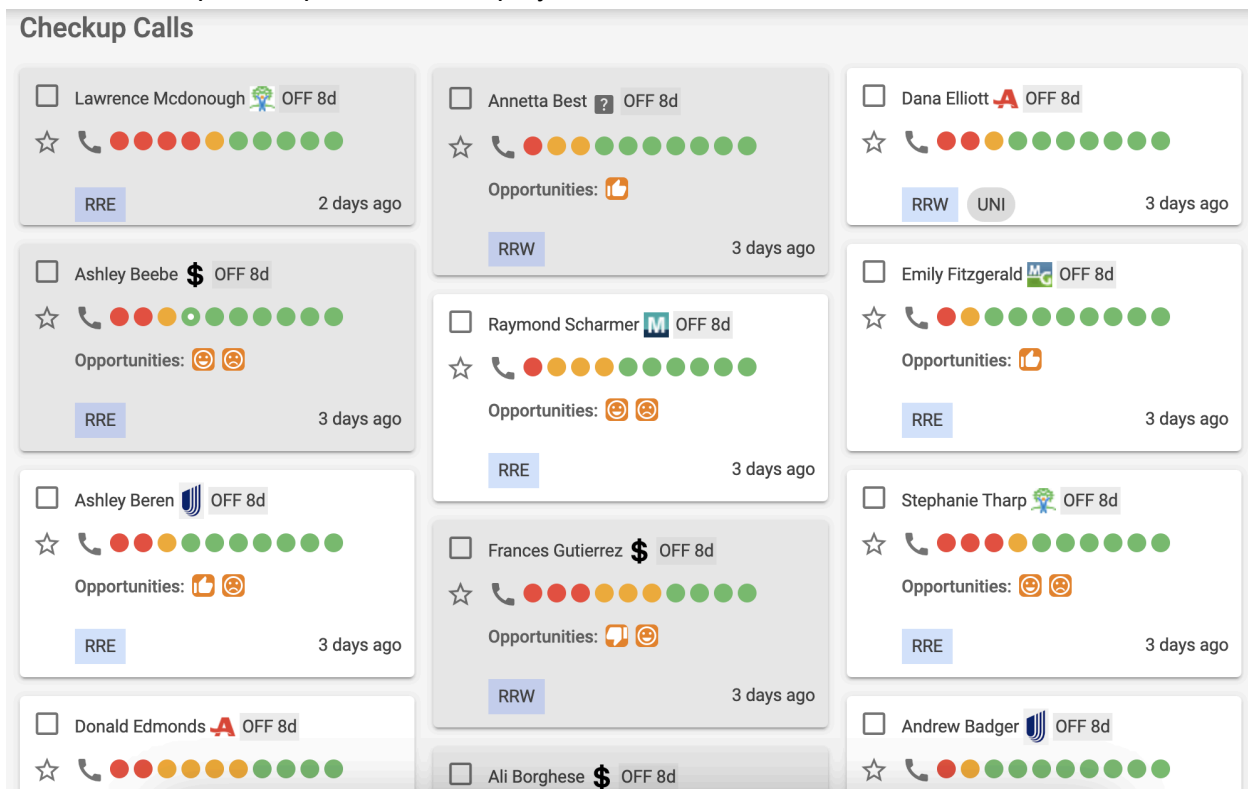 Checkup Calls
Lawrence Mcdonough OFF 8d
RRE 2 days ago
Ashley Beebe $ OFF 8d
Opportunities:
RRE 3 days ago
Ashley Beren OFF 8d
Opportunities:
RRE 3 days ago
Donald Edmonds A OFF 8d
Annetta Best ? OFF 8d
Opportunities:
RRW 3 days ago
Raymond Scharmer M OFF 8d
Opportunities:
RRE 3 days ago
Frances Gutierrez $ OFF 8d
Opportunities:
RRW 3 days ago
Ali Borghese $ OFF 8d
Dana Elliott A OFF 8d
RRW UNI 3 days ago
Emily Fitzgerald MG OFF 8d
Opportunities:
RRE 3 days ago
Stephanie Tharp OFF 8d
Opportunities:
RRE 3 days ago
Andrew Badger OFF 8d